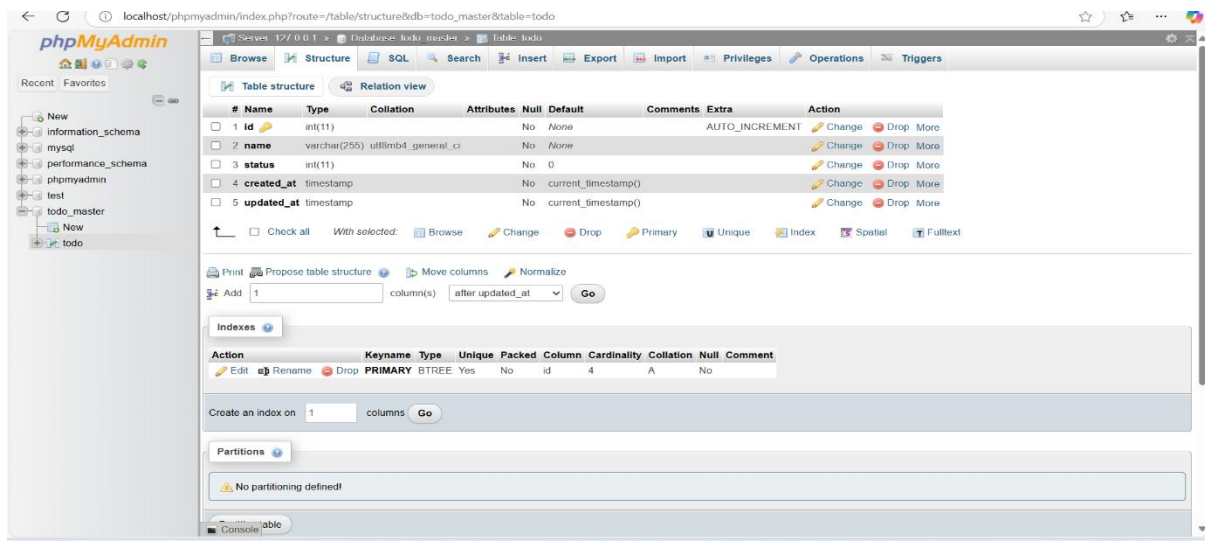 localhost/phpmyadmin/index.php?route=/table/structure&db=todo_master&table=todo
phpMyAdmin
Recent Favorites
New
information_schema
mysql
performance_schema
phpmyadmin
test
todo_master
New
todo
Server: 127.0.0.1 » Database: todo_master » Table: todo
Browse Structure SQL Search Insert Export Import Privileges Operations Triggers
Table structure Relation view
# Name Type Collation Attributes Null Default Comments Extra Action
1 id int(11) No None AUTO_INCREMENT Change Drop More
2 name varchar(255) utf8mb4_general_ci No None Change Drop More
3 status int(11) No 0 Change Drop More
4 created_at timestamp No current_timestamp() Change Drop More
5 updated_at timestamp No current_timestamp() Change Drop More
Check all With selected: Browse Change Drop Primary Unique Index Spatial Fulltext
Print Propose table structure Move columns Normalize
Add 1 column(s) after updated_at Go
Indexes
Action Keyname Type Unique Packed Column Cardinality Collation Null Comment
Edit Rename Drop PRIMARY BTREE Yes No id 4 A No
Create an index on 1 columns Go
Partitions
No partitioning defined!
table
Console